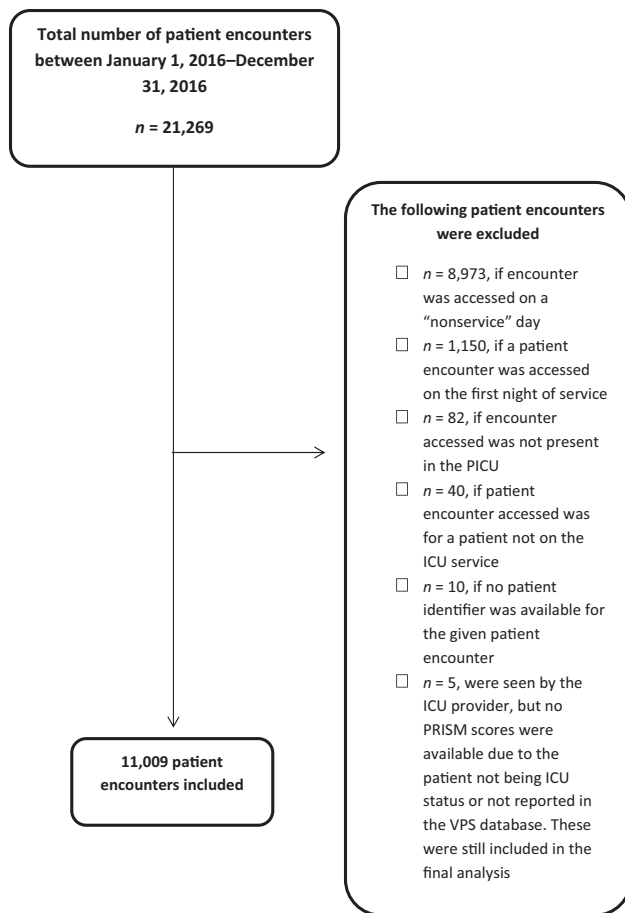 Total number of patient encounters
between January 1, 2016–December
31, 2016
n = 21,269
The following patient encounters
were excluded
☐ n = 8,973, if encounter
was accessed on a
“nonservice” day
☐ n = 1,150, if a patient
encounter was accessed
on the first night of service
☐ n = 82, if encounter
accessed was not present
in the PICU
☐ n = 40, if patient
encounter accessed was
for a patient not on the
ICU service
☐ n = 10, if no patient
identifier was available for
the given patient
encounter
☐ n = 5, were seen by the
ICU provider, but no
PRISM scores were
available due to the
patient not being ICU
status or not reported in
the VPS database. These
were still included in the
final analysis
11,009 patient
encounters included